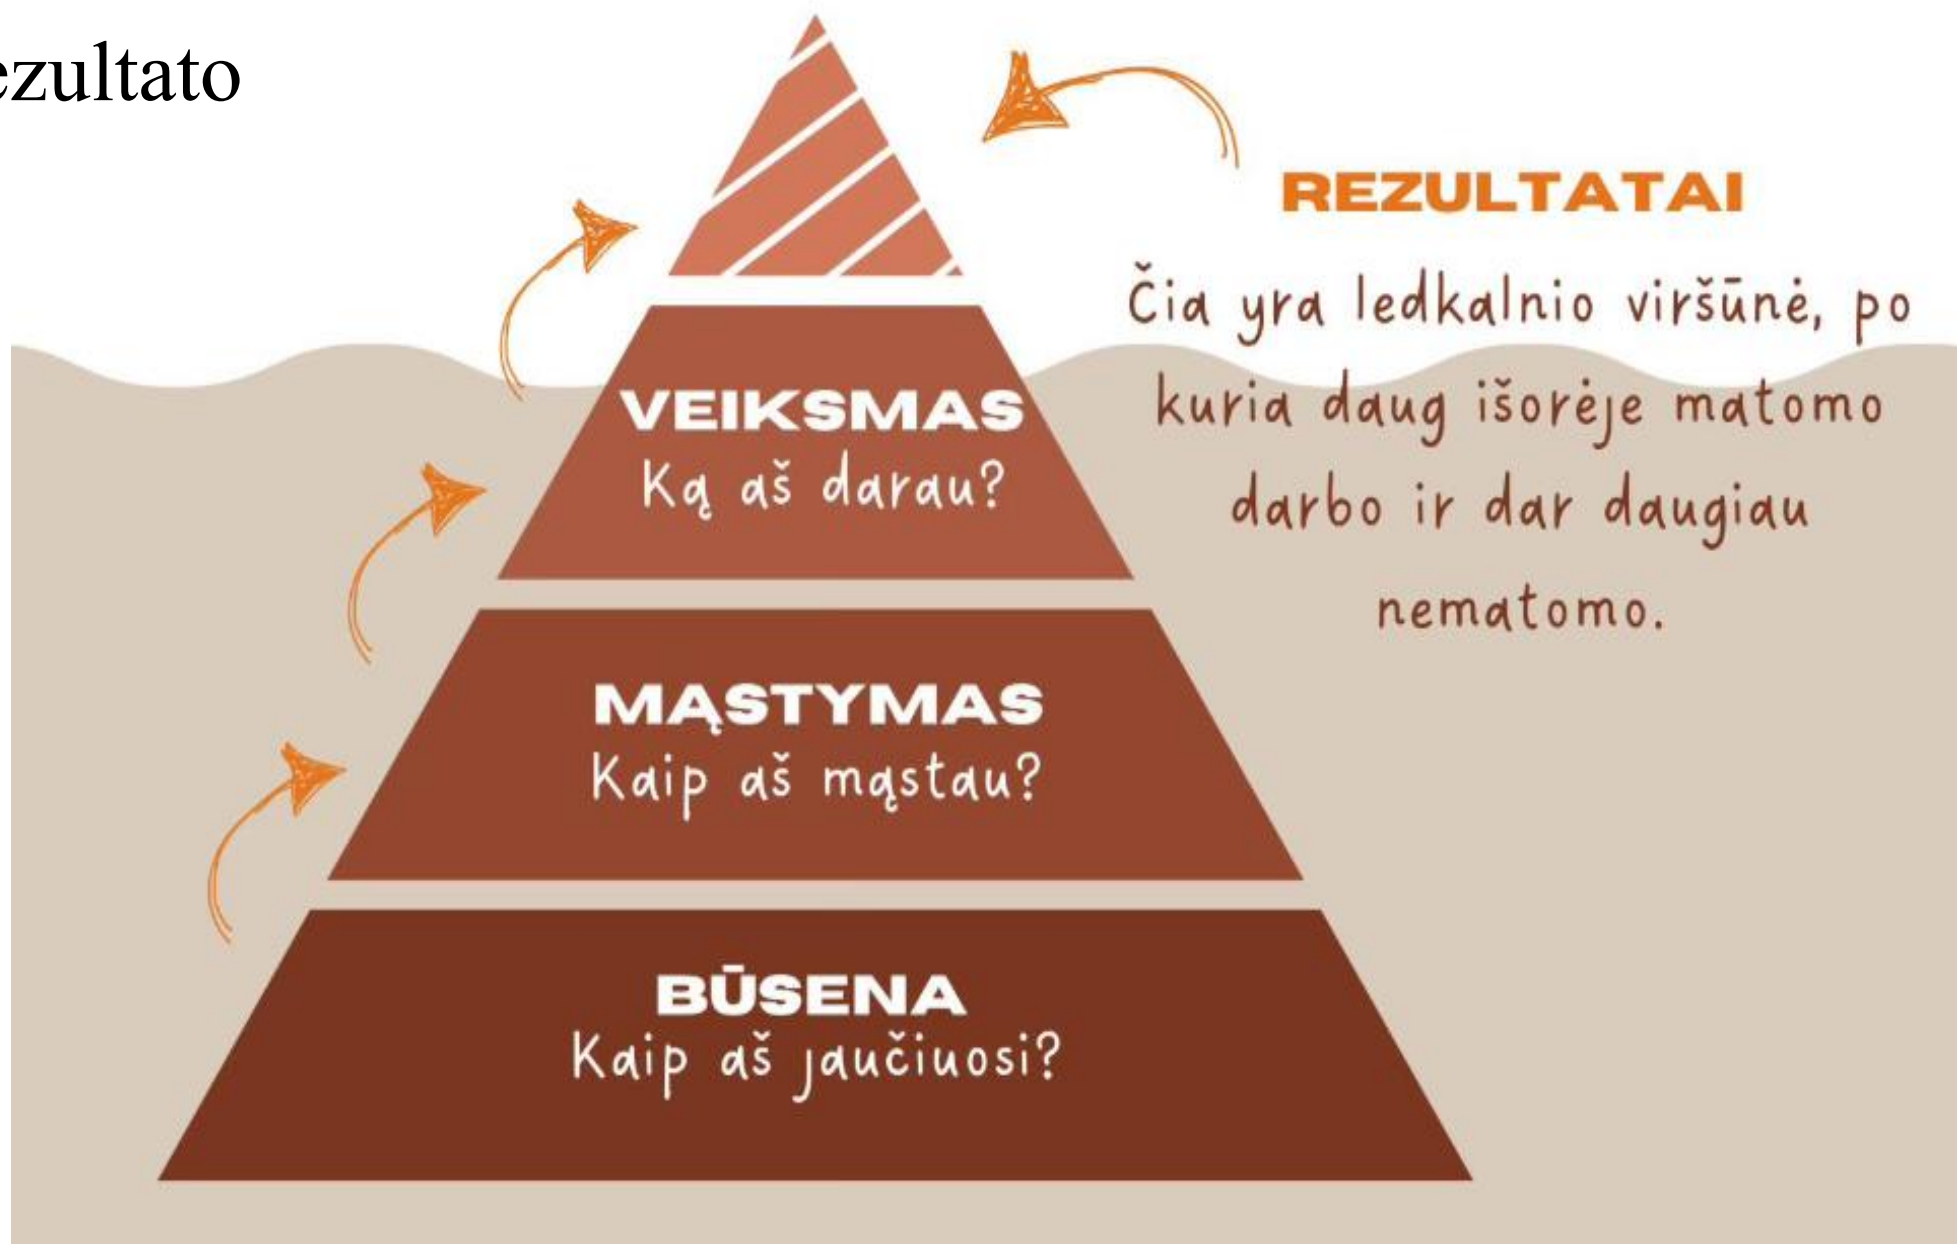 ezultato
REZULTATAI
Čia yra ledkalnio viršūnė, po
kuria daug išorėje matomo
darbo ir dar daugiau
nematomo.
VEIKSMAS
Ką aš darau?
MĄSTYMAS
Kaip aš mąstau?
BŪSENA
Kaip aš jaučiuosi?